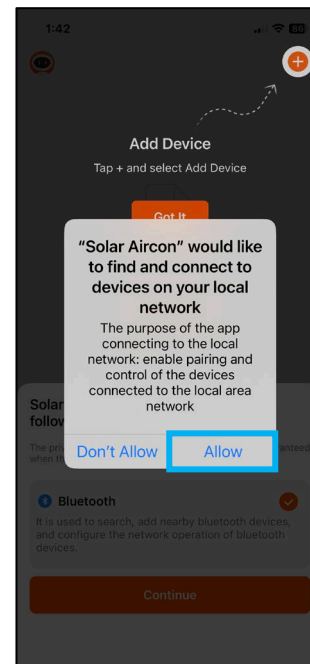 1:42
86
Add Device
Tap + and select Add Device
Got It
"Solar Aircon" would like
to find and connect to
devices on your local
network
The purpose of the app
connecting to the local
network: enable pairing and
control of the devices
connected to the local area
network
Don't Allow
Allow
Solar
follow
Bluetooth
It is used to search, add nearby bluetooth devices,
and configure the network operation of bluetooth
devices.
Continue